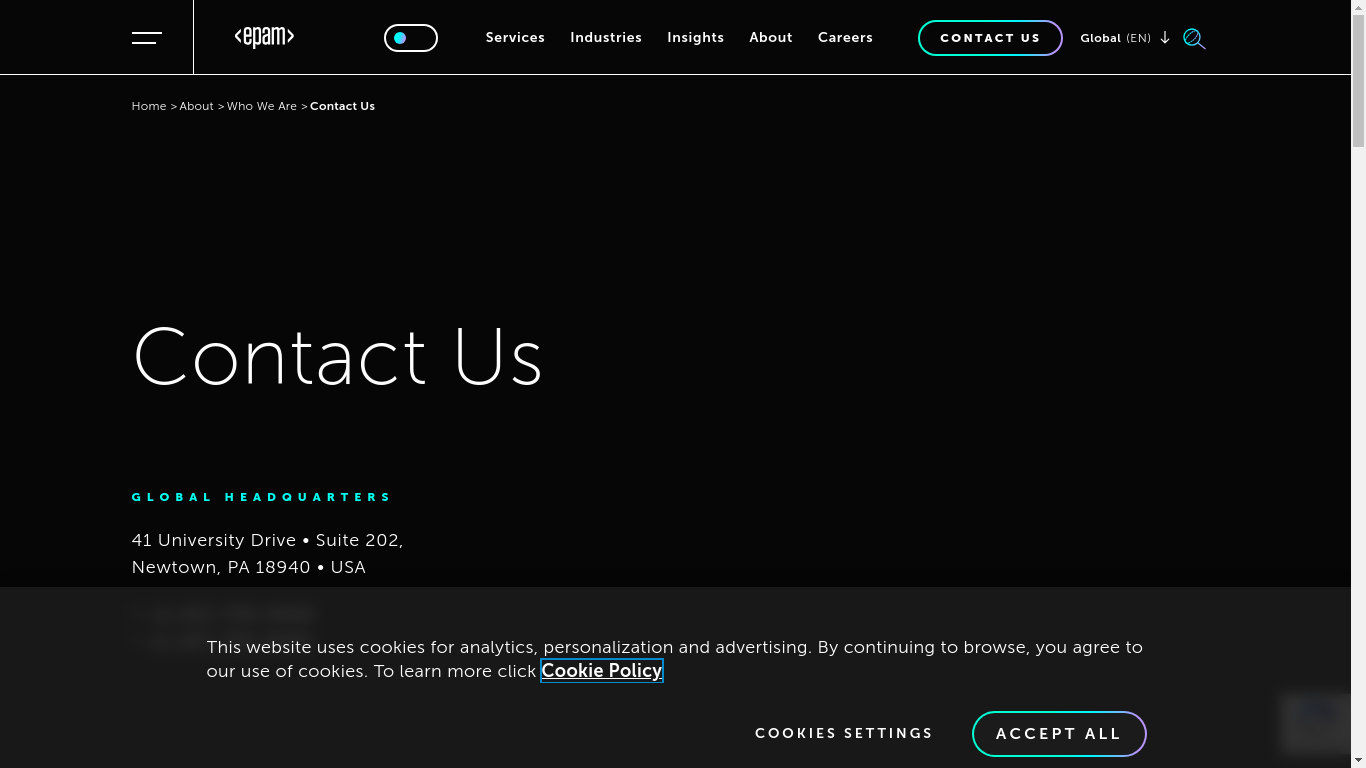 <epam>
Services Industries Insights About Careers
CONTACT US
Global (EN)
Home > About > Who We Are > Contact Us
Contact Us
GLOBAL HEADQUARTERS
41 University Drive • Suite 202,
Newtown, PA 18940 • USA
This website uses cookies for analytics, personalization and advertising. By continuing to browse, you agree to
our use of cookies. To learn more click Cookie Policy
COOKIES SETTINGS ACCEPT ALL